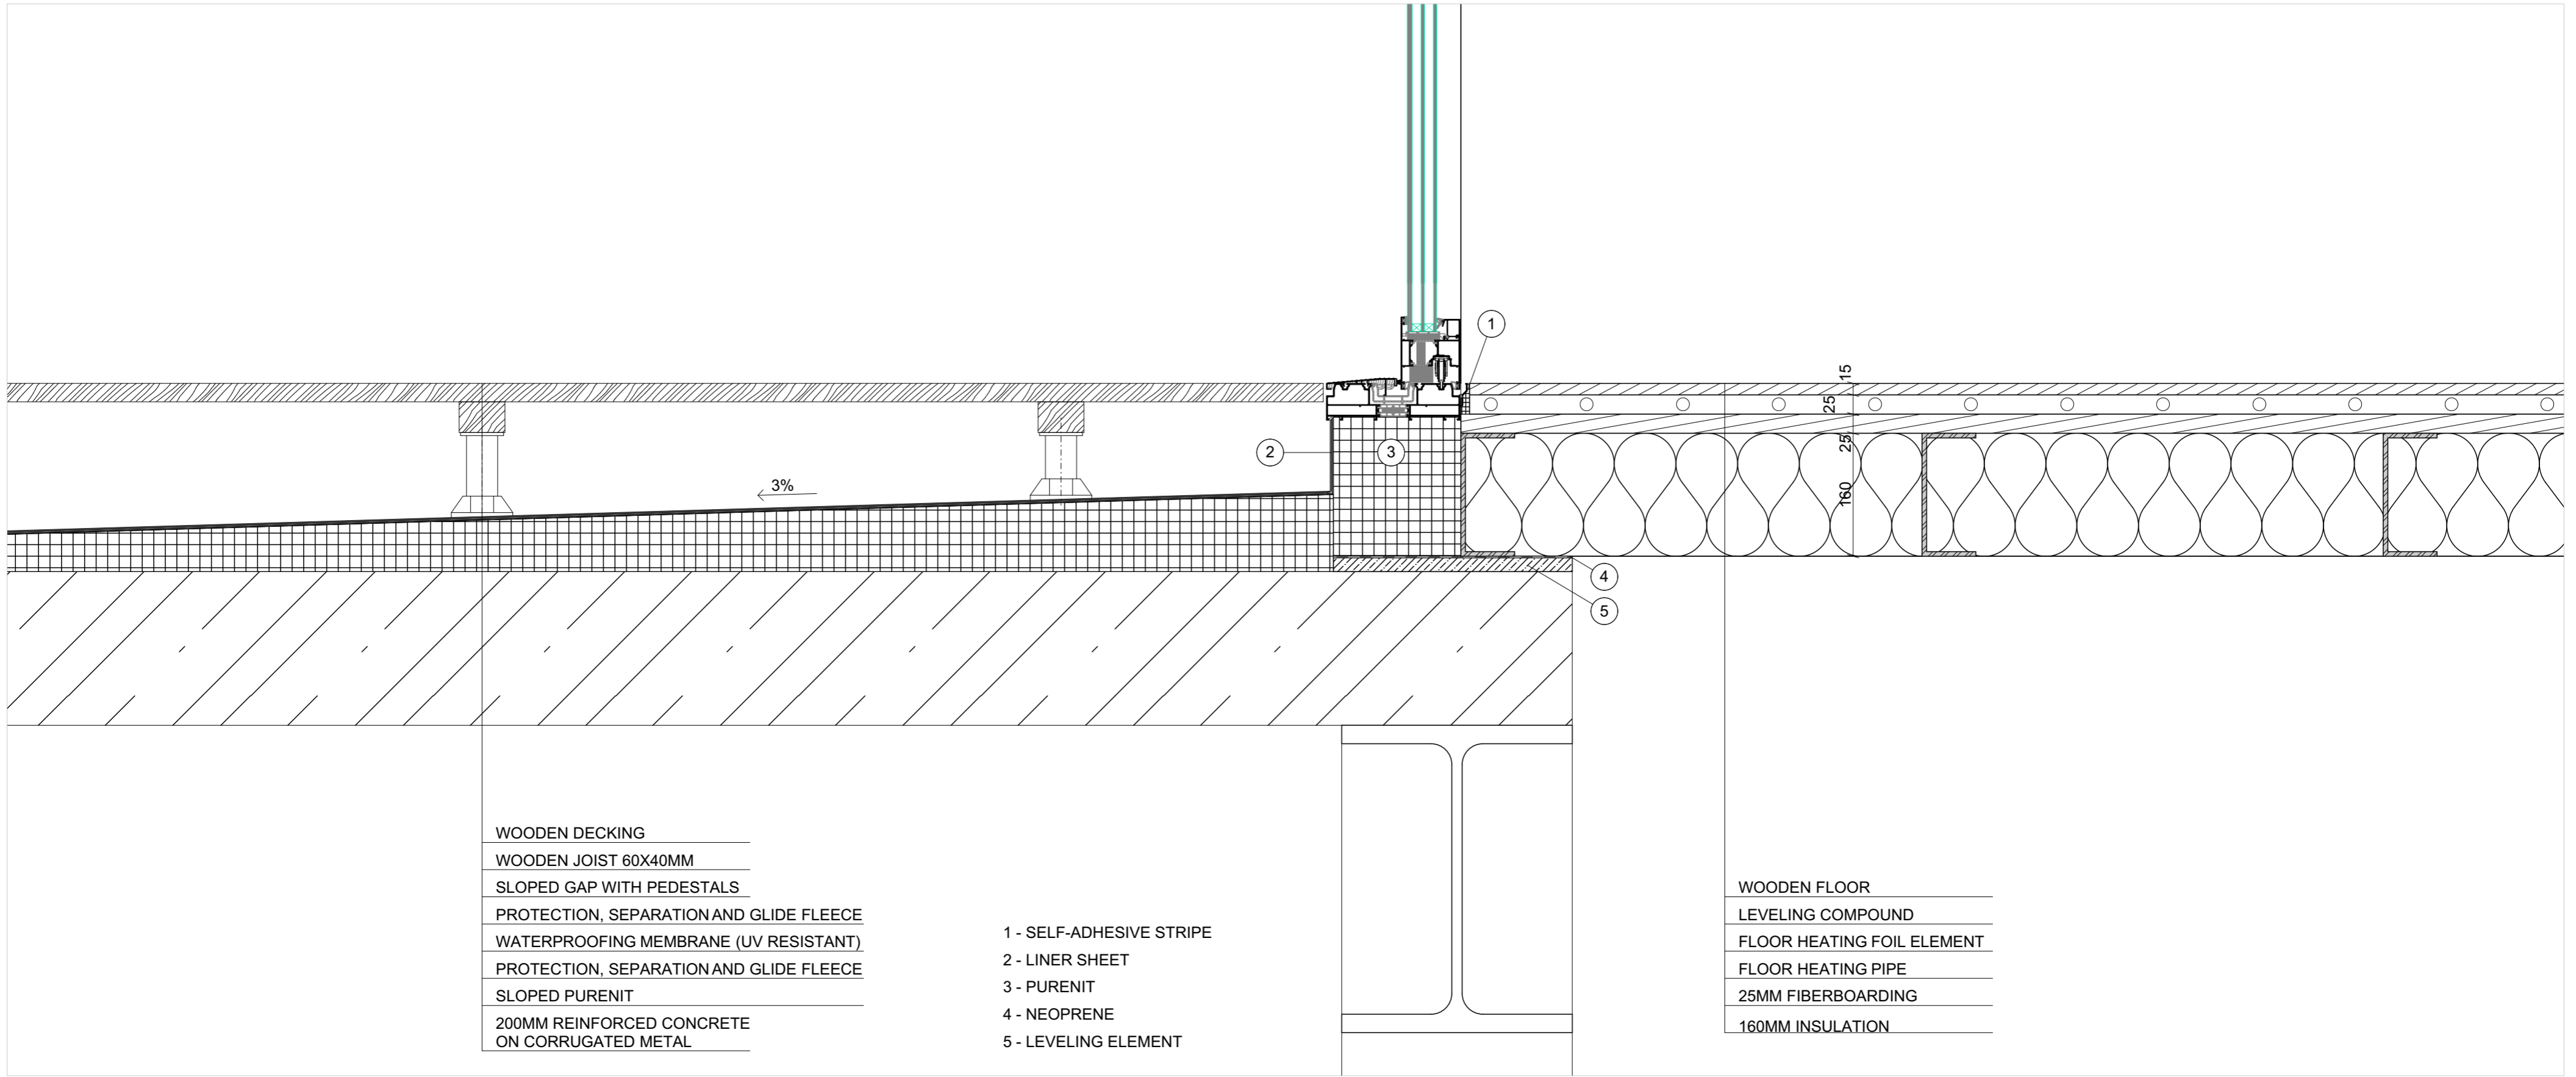 1
15
25
25
160
2
3
3%
4
5
WOODEN DECKING
WOODEN JOIST 60X40MM
SLOPED GAP WITH PEDESTALS
PROTECTION, SEPARATION AND GLIDE FLEECE
WATERPROOFING MEMBRANE (UV RESISTANT)
PROTECTION, SEPARATION AND GLIDE FLEECE
SLOPED PURENIT
200MM REINFORCED CONCRETE
ON CORRUGATED METAL
1 - SELF-ADHESIVE STRIPE
2 - LINER SHEET
3 - PURENIT
4 - NEOPRENE
5 - LEVELING ELEMENT
WOODEN FLOOR
LEVELING COMPOUND
FLOOR HEATING FOIL ELEMENT
FLOOR HEATING PIPE
25MM FIBERBOARDING
160MM INSULATION